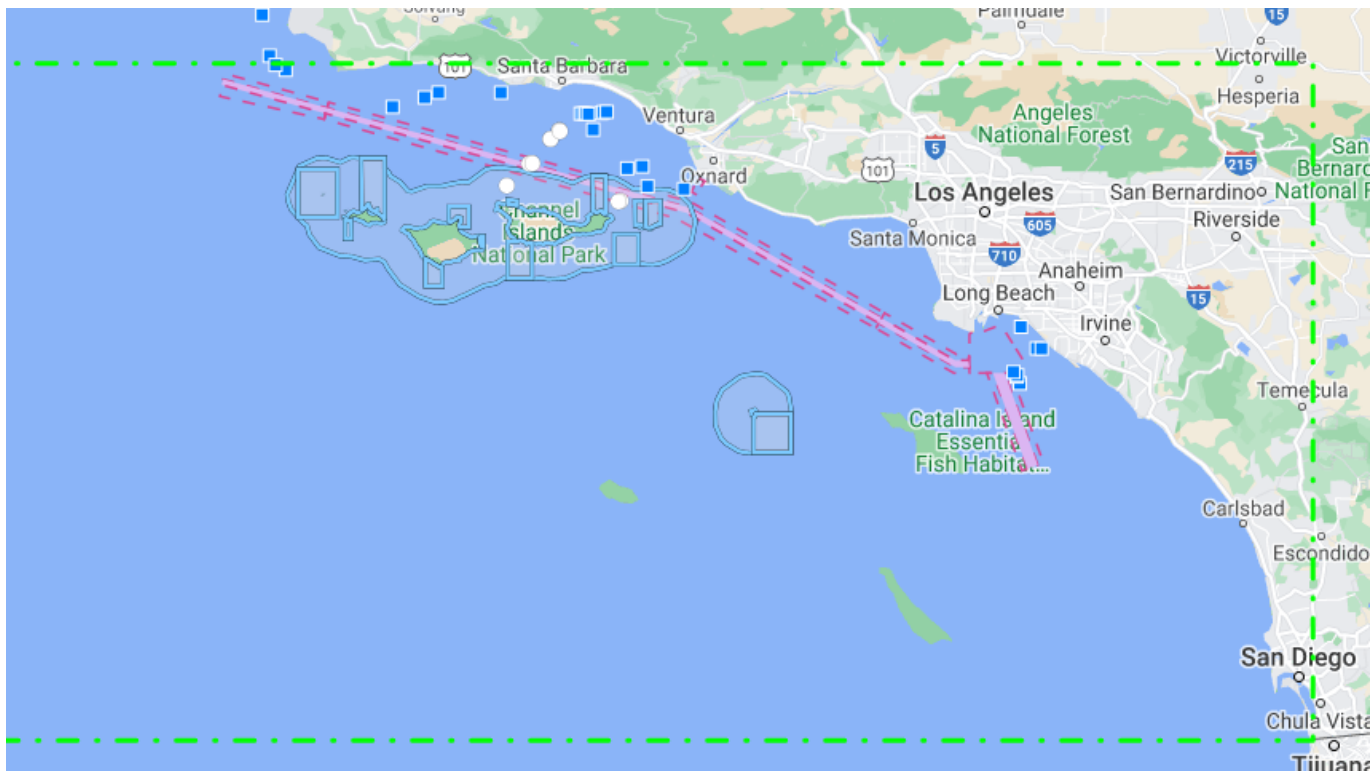 Solvang
Palmdale
15
Victorville
101
Santa Barbara
Hesperia
Ventura
Angeles
National Forest
5
101
Oxnard
215
San
Bernardino
National F
San Bernardino
Los Angeles
Riverside
Channel
Islands
National Park
605
Santa Monica
710
Anaheim
Long Beach
15
Irvine
Temecula
Catalina Island
Essential
Fish Habitat...
Carlsbad
Escondido
San Diego
Chula Vista
Tijuana